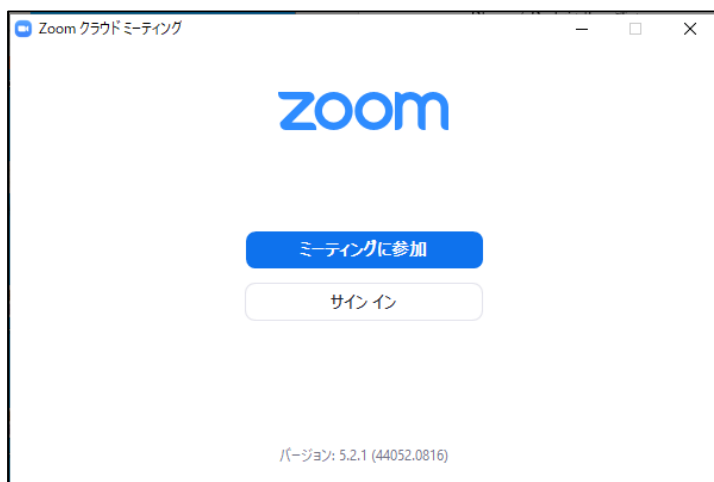 Zoom クラウド ミーティング
zoom
ミーティングに参加
サイン イン
バージョン: 5.2.1 (44052.0816)